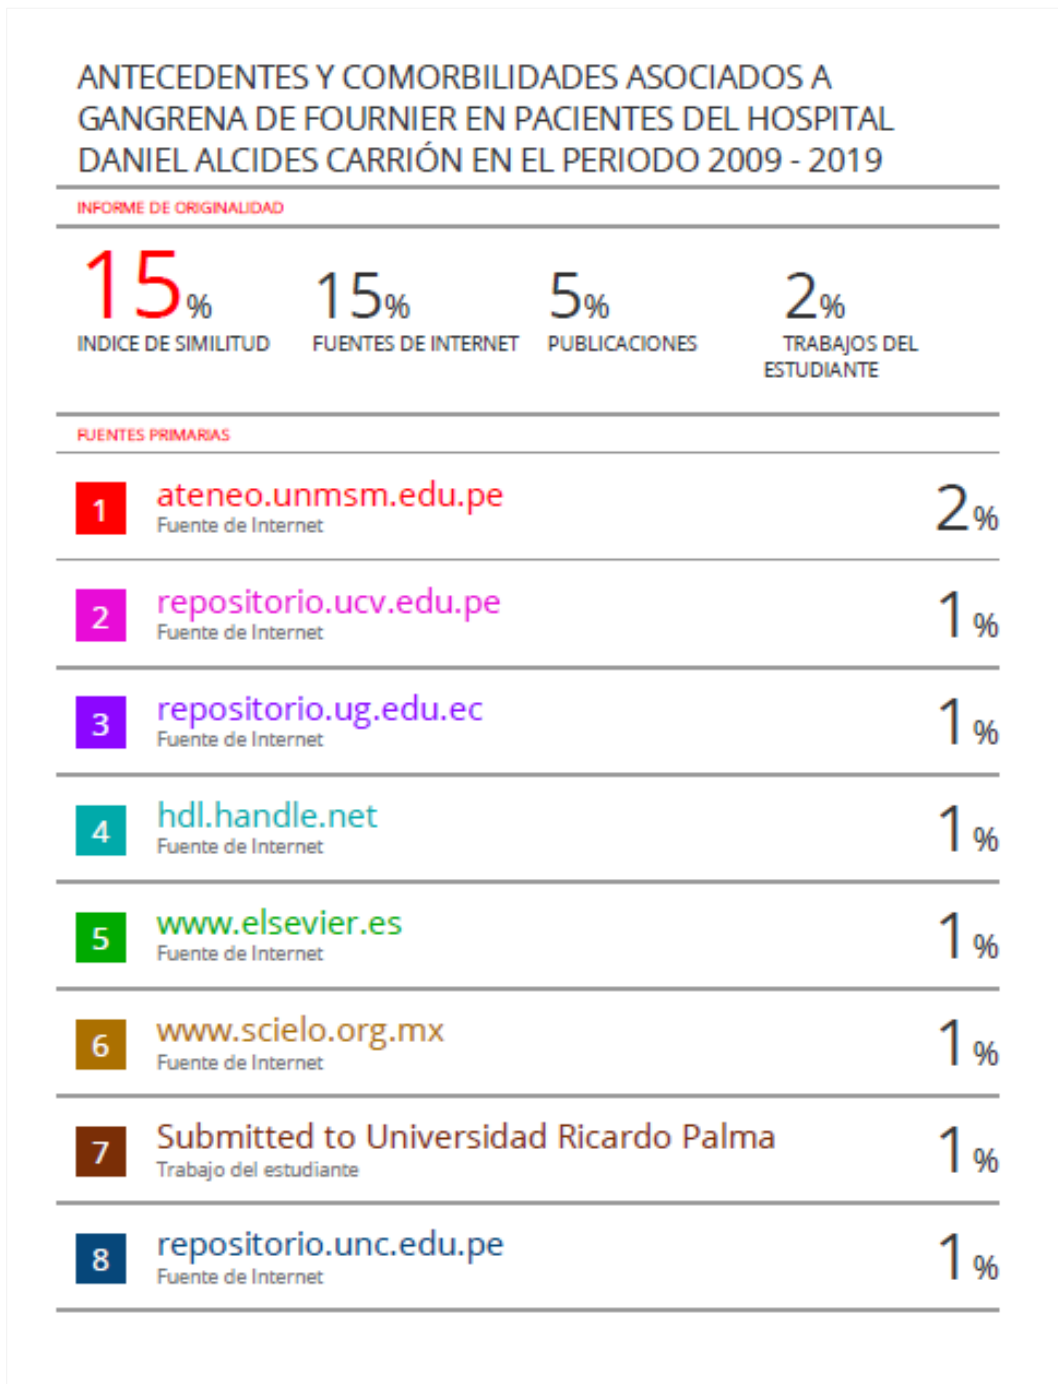 ANTECEDENTES Y COMORBILIDADES ASOCIADOS A
GANGRENA DE FOURNIER EN PACIENTES DEL HOSPITAL
DANIEL ALCIDES CARRIÓN EN EL PERIODO 2009 - 2019
INFORME DE ORIGINALIDAD
15% 15% 5% 2%
INDICE DE SIMILITUD FUENTES DE INTERNET PUBLICACIONES TRABAJOS DEL
ESTUDIANTE
FUENTES PRIMARIAS
1 ateneo.unmsm.edu.pe 2%
Fuente de Internet
2 repositorio.ucv.edu.pe 1%
Fuente de Internet
3 repositorio.ug.edu.ec 1%
Fuente de Internet
4 hdl.handle.net 1%
Fuente de Internet
5 www.elsevier.es 1%
Fuente de Internet
6 www.scielo.org.mx 1%
Fuente de Internet
7 Submitted to Universidad Ricardo Palma 1%
Trabajo del estudiante
8 repositorio.unc.edu.pe 1%
Fuente de Internet